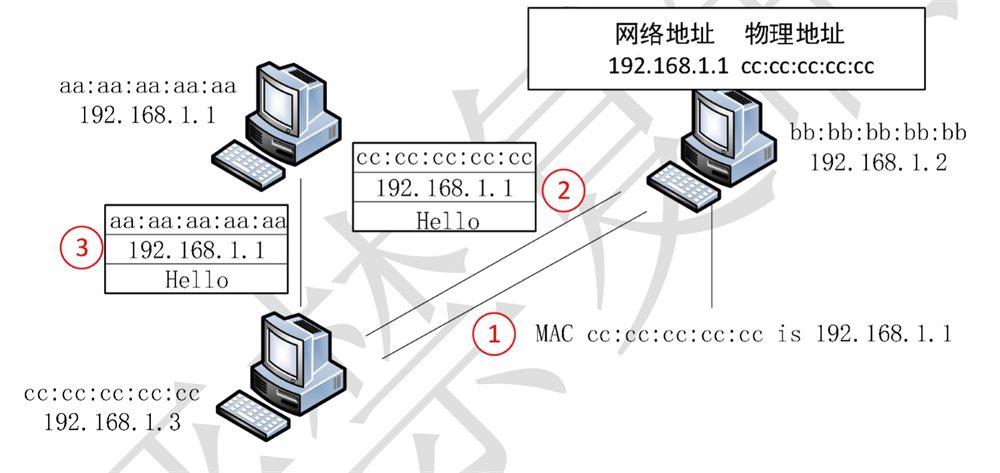 网络地址 物理地址
192.168.1.1 cc:cc:cc:cc:cc
aa:aa:aa:aa:aa
192.168.1.1
bb:bb:bb:bb:bb
192.168.1.2
cc:cc:cc:cc:cc
192.168.1.1
Hello
2
aa:aa:aa:aa:aa
192.168.1.1
Hello
3
1
MAC cc:cc:cc:cc:cc is 192.168.1.1
cc:cc:cc:cc:cc
192.168.1.3